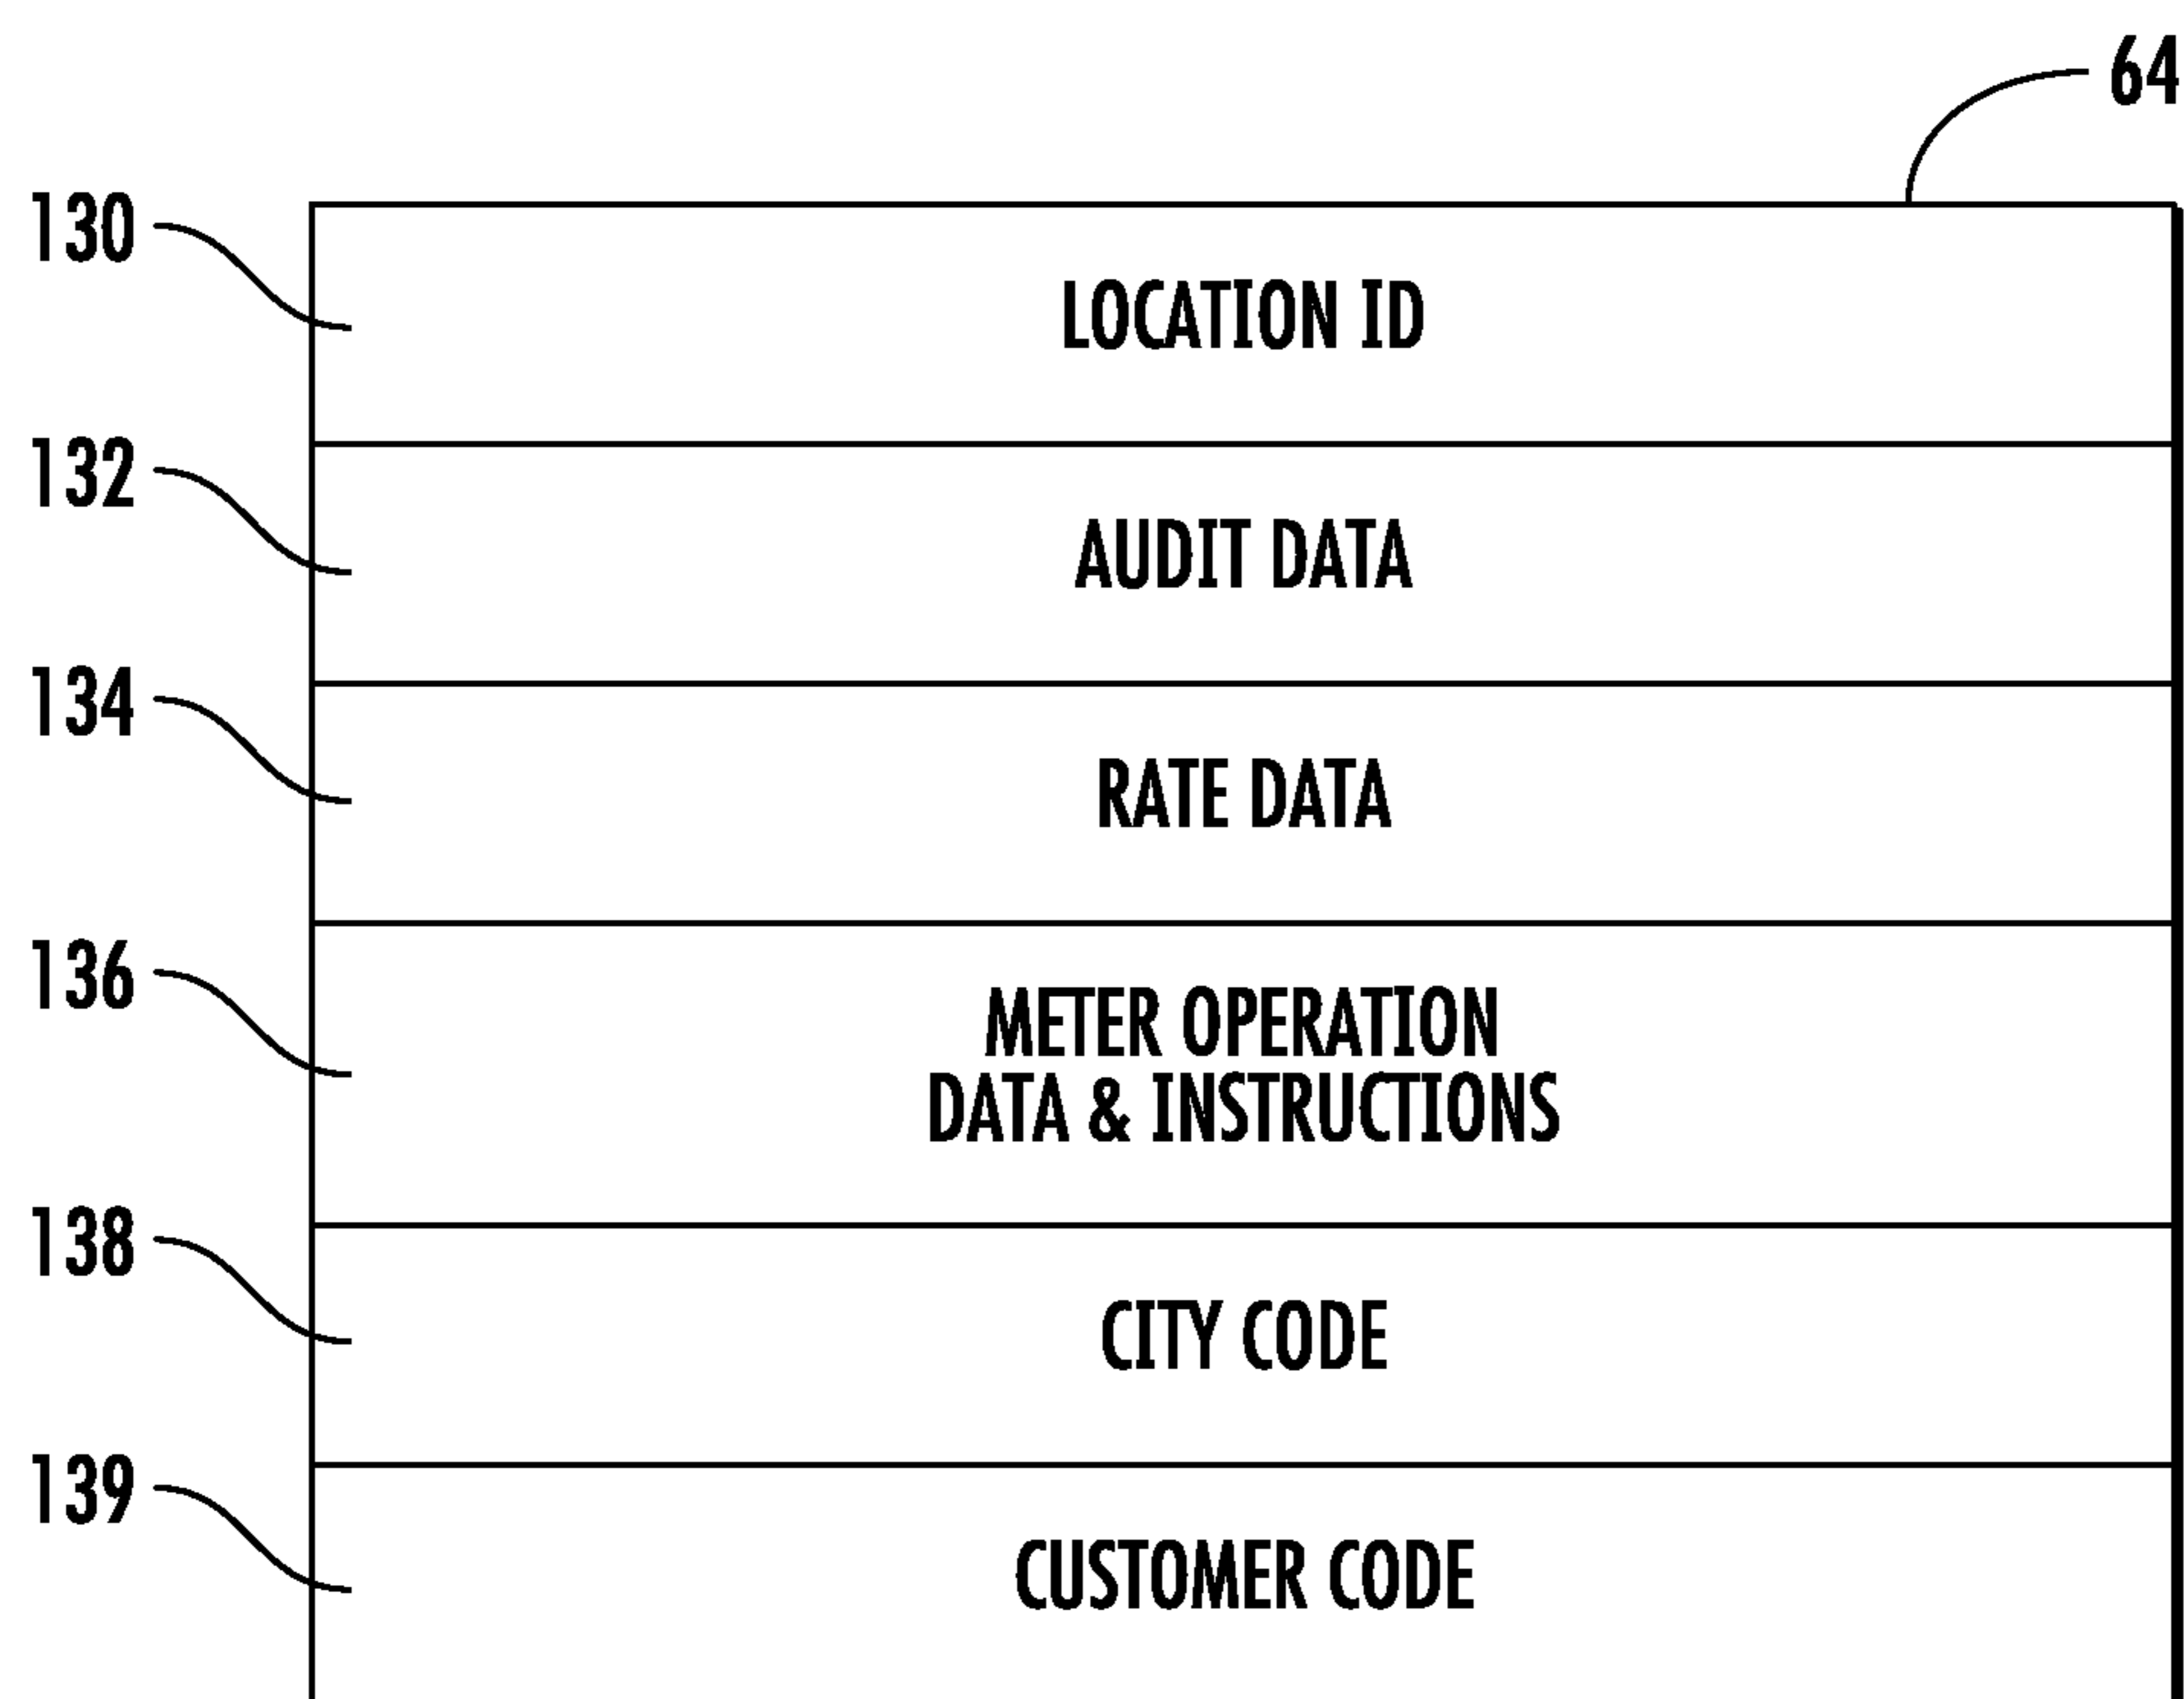 64
130
LOCATION ID
132
AUDIT DATA
134
RATE DATA
136
METER OPERATION
DATA & INSTRUCTIONS
138
CITY CODE
139
CUSTOMER CODE